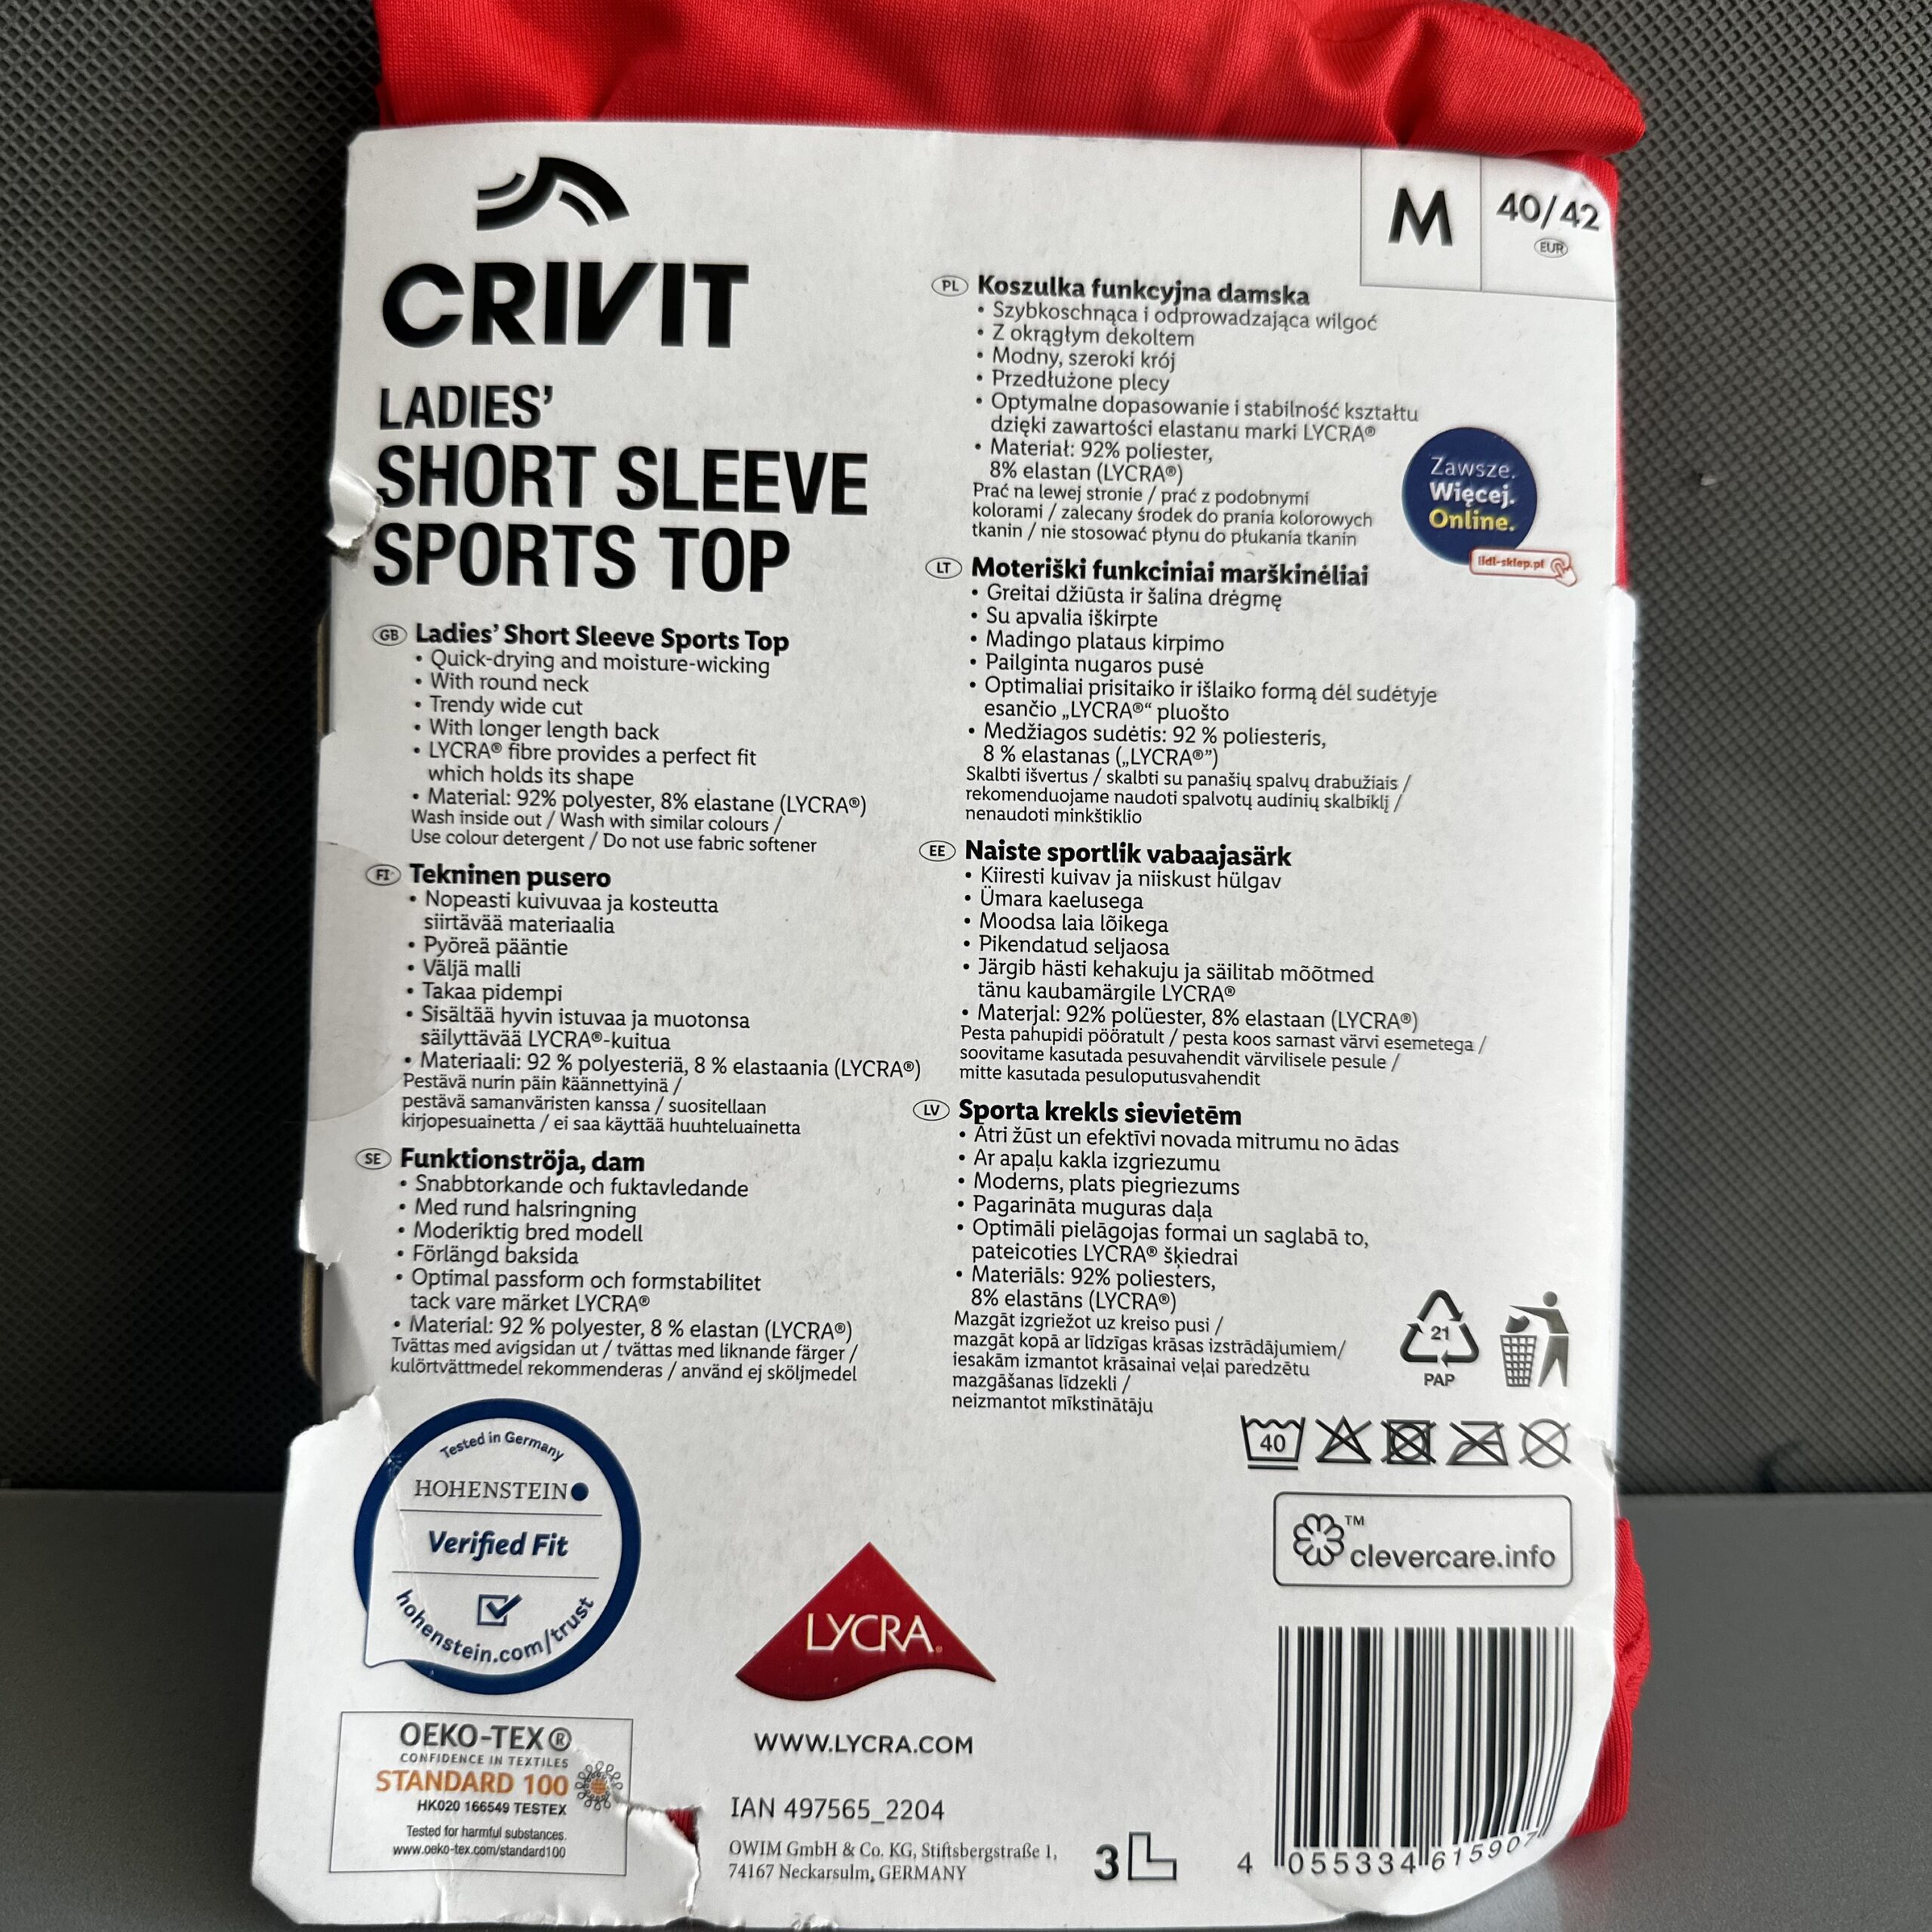 CRIVIT
LADIES'
SHORT SLEEVE
SPORTS TOP
GB Ladies' Short Sleeve Sports Top
• Quick-drying and moisture-wicking
• With round neck
• Trendy wide cut
• With longer length back
• LYCRA® fibre provides a perfect fit
which holds its shape
• Material: 92% polyester, 8% elastane (LYCRA®)
Wash inside out / Wash with similar colours /
Use colour detergent / Do not use fabric softener
FI Tekninen pusero
• Nopeasti kuivuvaa ja kosteutta
siirtävää materiaalia
• Pyöreä pääntie
• Väljä malli
• Takaa pidempi
• Sisältää hyvin istuvaa ja muotonsa
säilyttävää LYCRA®-kuitua
• Materiaali: 92 % polyesteriä, 8 % elastaania (LYCRA®)
Pestävä nurin päin käännettyinä /
pestävä samanväristen kanssa / suositellaan
kirjopesuainetta / ei saa käyttää huuhteluainetta
SE Funktionströja, dam
• Snabbtorkande och fuktavledande
• Med rund halsringning
• Moderiktig bred modell
• Förlängd baksida
• Optimal passform och formstabilitet
tack vare märket LYCRA®
• Material: 92 % polyester, 8 % elastan (LYCRA®)
Tvättas med avigsidan ut / tvättas med liknande färger /
kulörtvättmedel rekommenderas / använd ej sköljmedel
M
40/42
EUR
PL Koszulka funkcyjna damska
• Szybkoschnąca i odprowadzająca wilgoć
• Z okrągłym dekoltem
• Modny, szeroki krój
• Przedłużone plecy
• Optymalne dopasowanie i stabilność kształtu
dzięki zawartości elastanu marki LYCRA®
• Materiał: 92% poliester,
8% elastan (LYCRA®)
Prać na lewej stronie / prać z podobnymi
kolorami / zalecany środek do prania kolorowych
tkanin / nie stosować płynu do płukania tkanin
Zawsze.
Więcej.
Online.
lidl-sklep.pl
LT Moteriški funkciniai marškinėliai
• Greitai džiūsta ir šalina drėgmę
• Su apvalia iškirpte
• Madingo plataus kirpimo
• Pailginta nugaros pusė
• Optimaliai prisitaiko ir išlaiko formą dėl sudėtyje
esančio „LYCRA®“ pluošto
• Medžiagos sudėtis: 92 % poliesteris,
8 % elastanas („LYCRA®”)
Skalbti išvertus / skalbti su panašių spalvų drabužiais /
rekomenduojame naudoti spalvotų audinių skalbiklį /
nenaudoti minkštiklio
EE Naiste sportlik vabaajasärk
• Kiiresti kuivav ja niiskust hülgav
• Ümara kaelusega
• Moodsa laia lõikega
• Pikendatud seljaosa
• Järgib hästi kehakuju ja säilitab mõõtmed
tänu kaubamärgile LYCRA®
• Materjal: 92% polüester, 8% elastaan (LYCRA®)
Pesta pahupidi pööratult / pesta koos sarnast värvi esemetega /
soovitame kasutada pesuvahendit värvilisele pesule /
mitte kasutada pesuloputusvahendit
LV Sporta krekls sievietēm
• Ātri žūst un efektīvi novada mitrumu no ādas
• Ar apaļu kakla izgriezumu
• Moderns, plats piegriezums
• Pagarināta muguras daļa
• Optimāli pielāgojas formai un saglabā to,
pateicoties LYCRA® šķiedrai
• Materiāls: 92% poliesters,
8% elastāns (LYCRA®)
Mazgāt izgriežot uz kreiso pusi /
mazgāt kopā ar līdzīgas krāsas izstrādājumiem/
iesakām izmantot krāsainai veļai paredzētu
mazgāšanas līdzekli /
neizmantot mīkstinātāju
21
PAP
40
TM
clevercare.info
Tested in Germany
HOHENSTEIN
Verified Fit
hohenstein.com/trust
LYCRA®
WWW.LYCRA.COM
OEKO-TEX®
CONFIDENCE IN TEXTILES
STANDARD 100
HK020 166549 TESTEX
Tested for harmful substances.
www.oeko-tex.com/standard100
IAN 497565_2204
OWIM GmbH & Co. KG, Stiftsbergstraße 1,
74167 Neckarsulm, GERMANY
3L
4 055334 615907